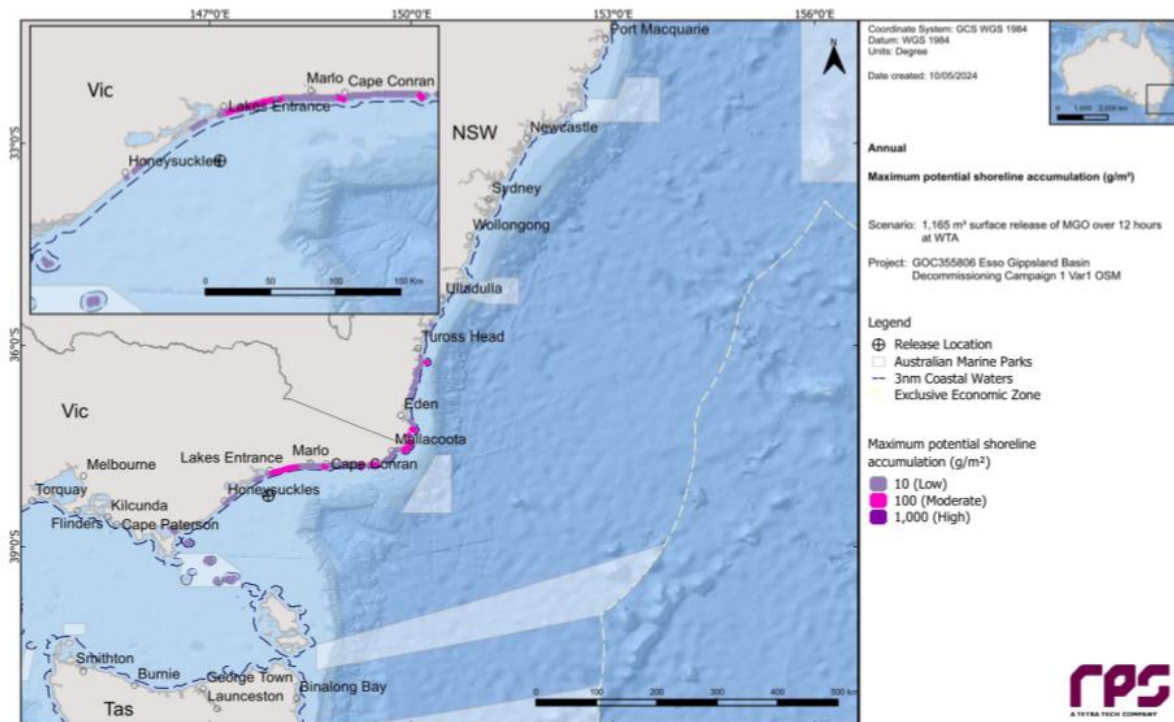 147°0'E 150°0'E 153°0'E 156°0'E
33°0'S
36°0'S
39°0'S
Vic
Marlo
Cape Conran
Lakes Entrance
Honeysuckles
0 50 100 150 Km
N
Port Macquarie
NSW
Newcastle
Sydney
Wollongong
Ulladulla
Tuross Head
Eden
Vic
Mallacoota
Marlo
Lakes Entrance
Cape Conran
Melbourne
Honeysuckles
Torquay
Kilcunda
Flinders
Cape Paterson
Smithton
Burnie
George Town
Launceston
Binalong Bay
Tas
0 100 200 300 400 500 km
Coordinate System: GCS WGS 1984
Datum: WGS 1984
Units: Degree
Date created: 10/05/2024
0 1,000 2,000 km
Annual
Maximum potential shoreline accumulation (g/m²)
Scenario: 1,165 m³ surface release of MGO over 12 hours
at WTA
Project: GOC355806 Esso Gippsland Basin
Decommissioning Campaign 1 Var1 OSM
Legend
Release Location
Australian Marine Parks
3nm Coastal Waters
Exclusive Economic Zone
Maximum potential shoreline
accumulation (g/m²)
10 (Low)
100 (Moderate)
1,000 (High)
rps
A TETRA TECH COMPANY